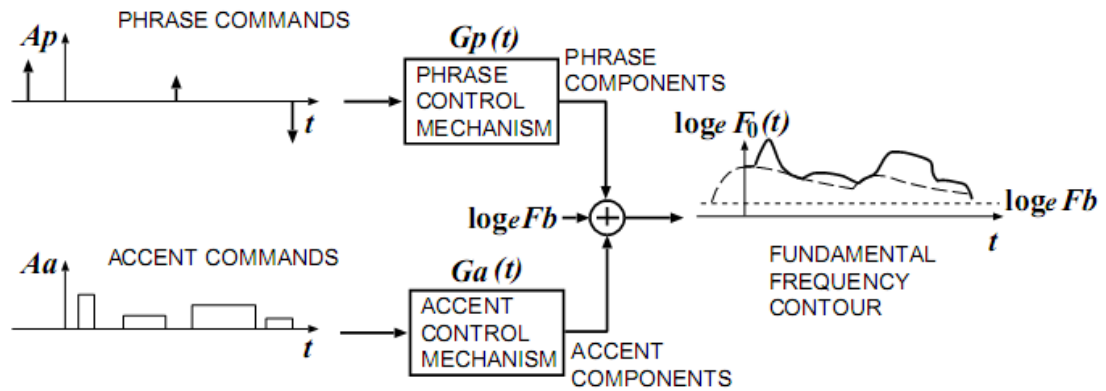 PHRASE COMMANDS
Ap
t
Gp (t)
PHRASE
CONTROL
MECHANISM
PHRASE
COMPONENTS
loge F0(t)
loge Fb
t
loge Fb
+
FUNDAMENTAL
FREQUENCY
CONTOUR
ACCENT COMMANDS
Aa
t
Ga (t)
ACCENT
CONTROL
MECHANISM
ACCENT
COMPONENTS